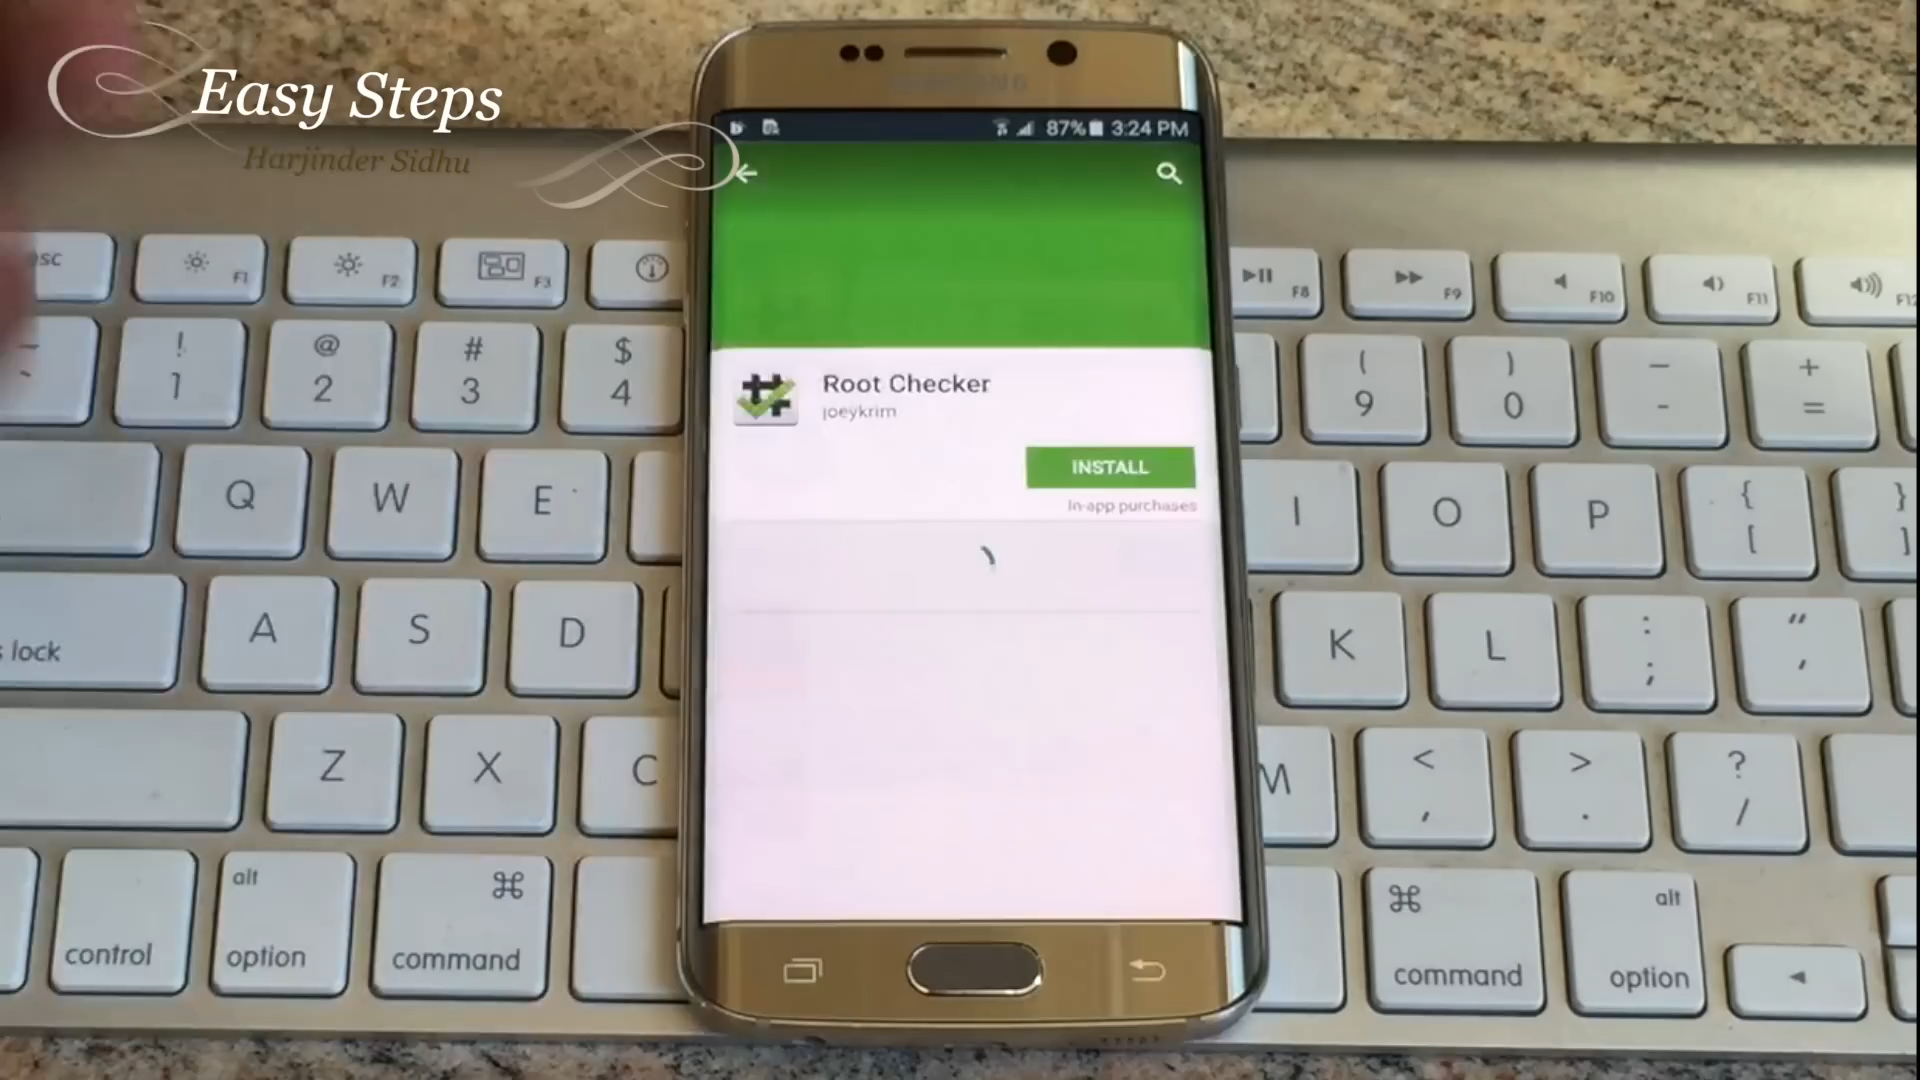 Easy Steps
Harjinder Sidhu
SAMSUNG
87% 3:24 PM
Root Checker
joeykrim
INSTALL
In-app purchases
esc
F1
F2
F3
F8
F9
F10
F11
F12
~ `
! 1
@ 2
# 3
$ 4
( 9
) 0
— -
+ =
Q
W
E
I
O
P
{ [
} ]
s lock
A
S
D
K
L
: ;
“ ,
Z
X
C
M
< ,
> .
? /
control
alt
option
⌘
command
⌘
command
alt
option